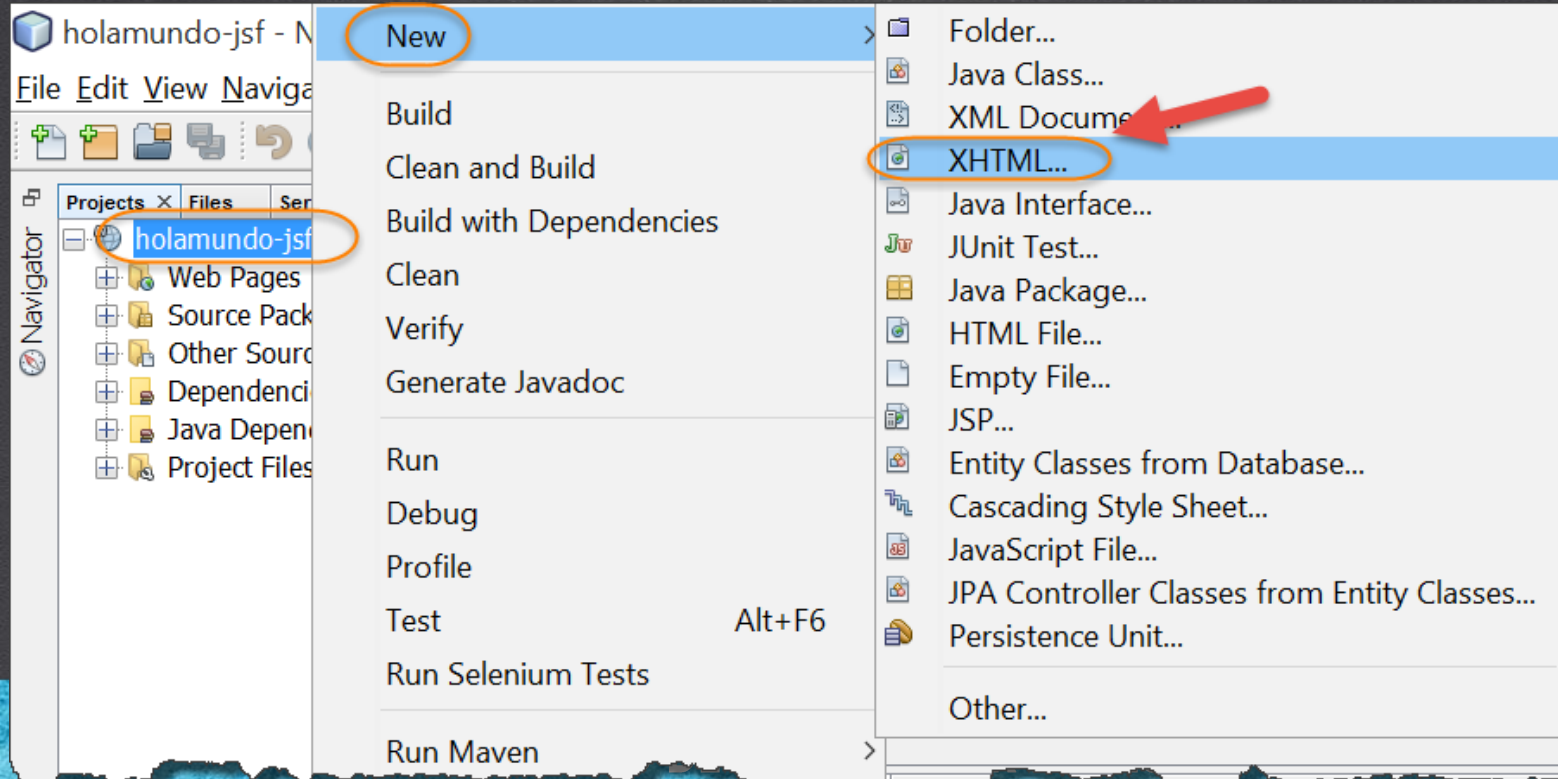 holamundo-jsf - N
File Edit View Naviga
Projects Files Ser
Navigator
holamundo-jsf
Web Pages
Source Pack
Other Sourc
Dependenci
Java Depen
Project Files
New
Build
Clean and Build
Build with Dependencies
Clean
Verify
Generate Javadoc
Run
Debug
Profile
Test Alt+F6
Run Selenium Tests
Run Maven
Folder...
Java Class...
XML Docume
XHTML...
Java Interface...
JUnit Test...
Java Package...
HTML File...
Empty File...
JSP...
Entity Classes from Database...
Cascading Style Sheet...
JavaScript File...
JPA Controller Classes from Entity Classes...
Persistence Unit...
Other...